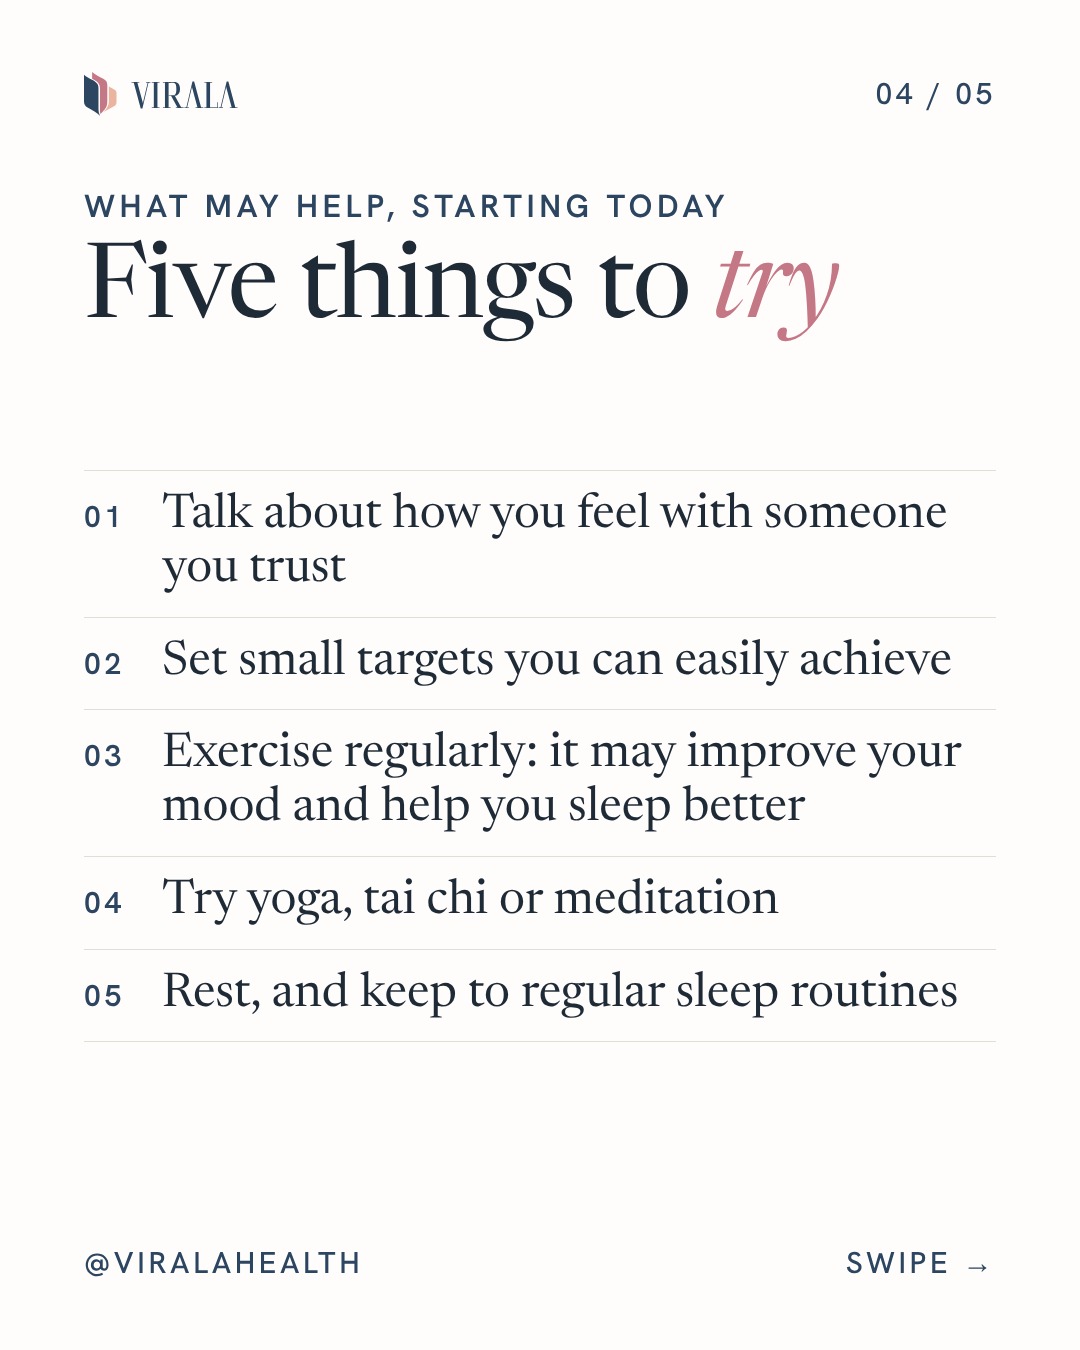 VIRALA
04 / 05
WHAT MAY HELP, STARTING TODAY
Five things to try
01 Talk about how you feel with someone
you trust
02 Set small targets you can easily achieve
03 Exercise regularly: it may improve your
mood and help you sleep better
04 Try yoga, tai chi or meditation
05 Rest, and keep to regular sleep routines
@VIRALAHEALTH
SWIPE →